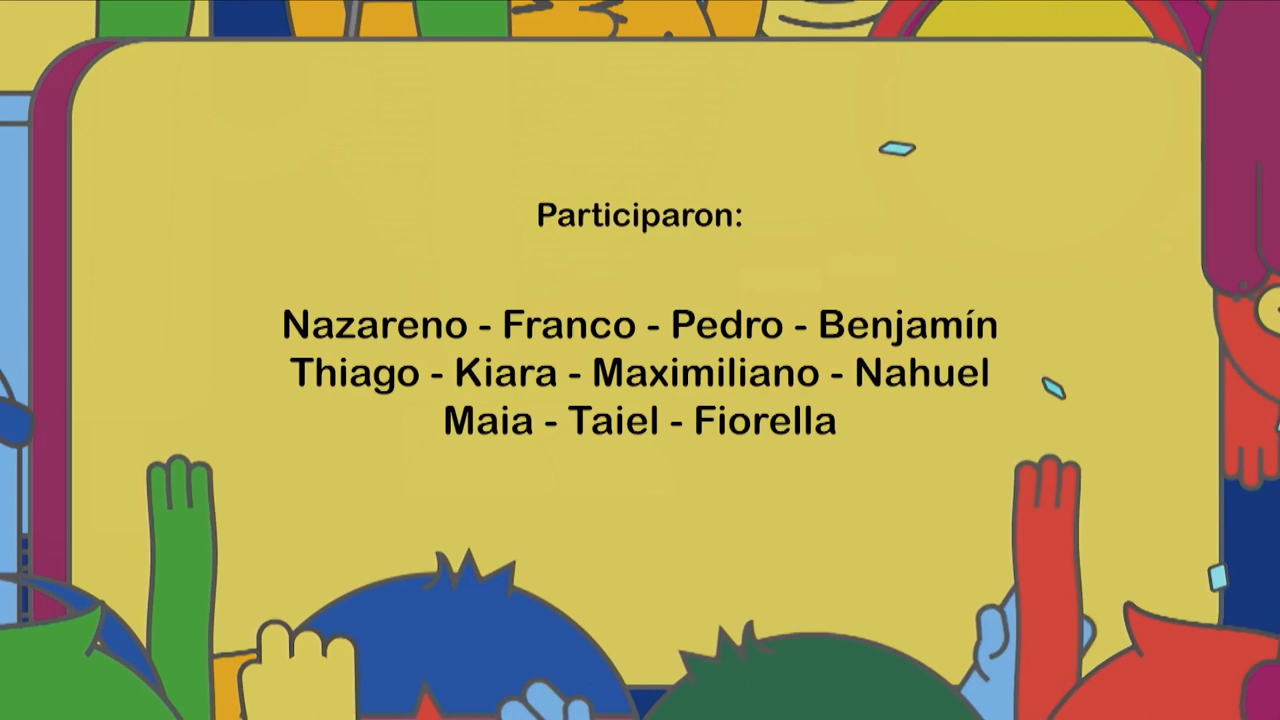 Participaron:
Nazareno - Franco - Pedro - Benjamín
Thiago - Kiara - Maximiliano - Nahuel
Maia - Taiel - Fiorella